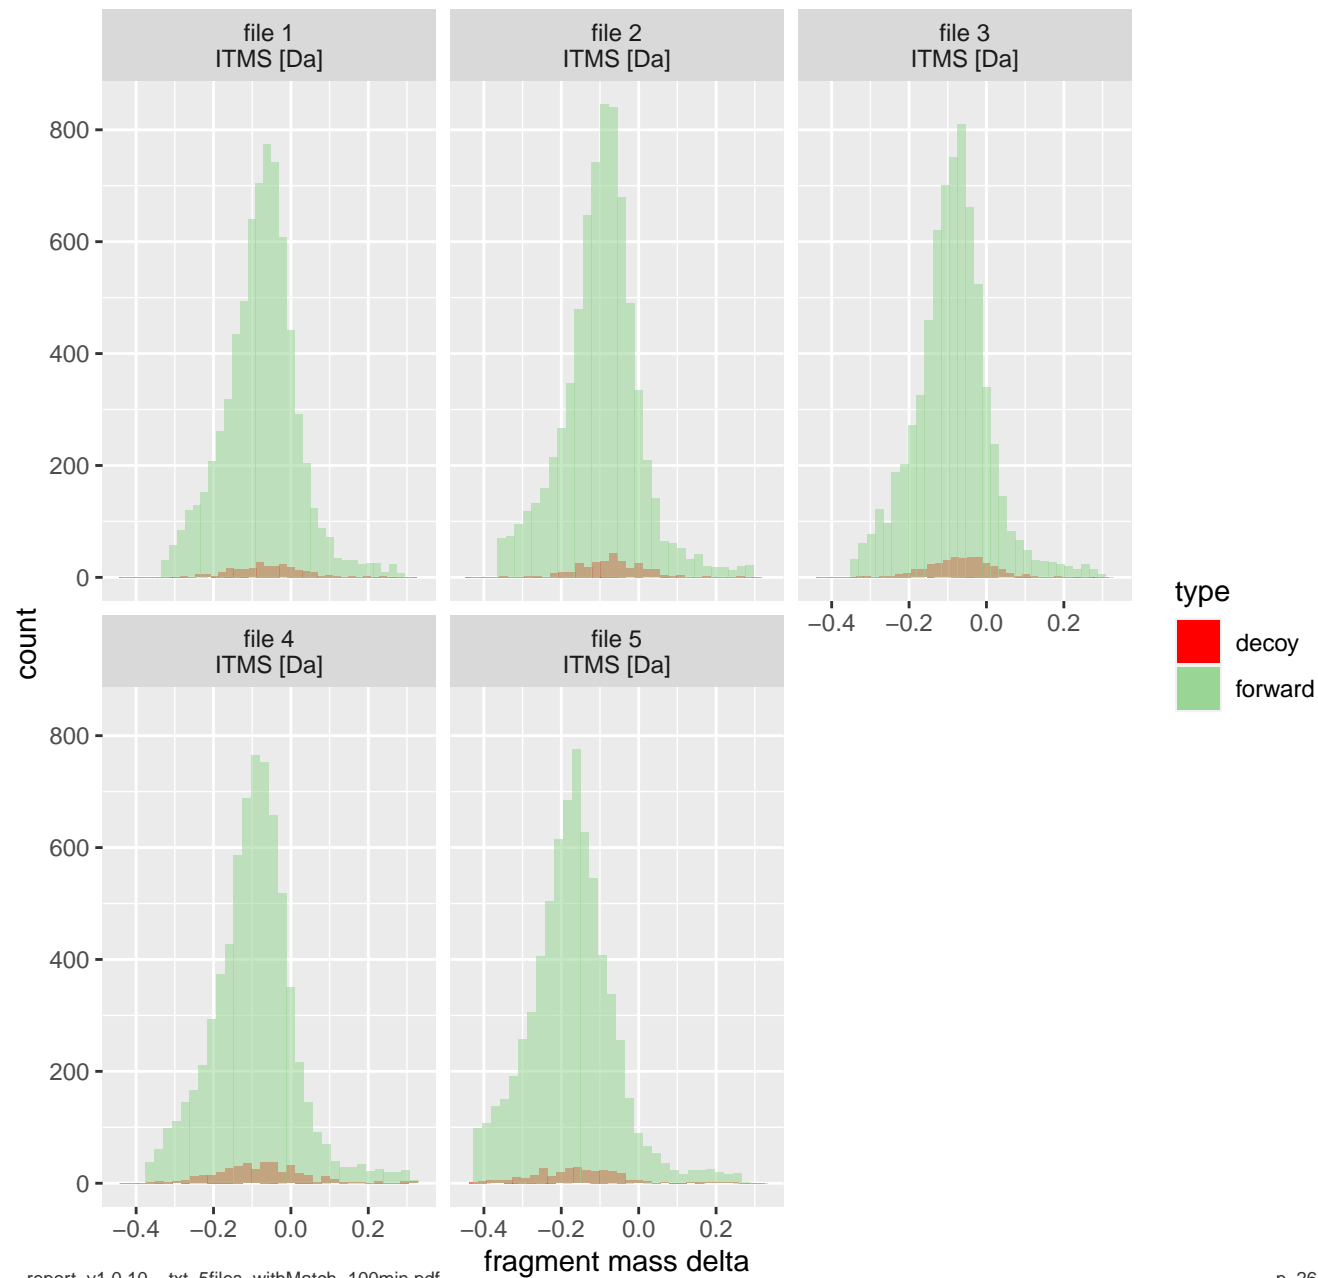 file 1
ITMS [Da]
file 2
ITMS [Da]
file 3
ITMS [Da]
800
600
400
200
0
−0.4 −0.2 0.0 0.2
file 4
ITMS [Da]
file 5
ITMS [Da]
800
600
400
200
0
−0.4 −0.2 0.0 0.2
−0.4 −0.2 0.0 0.2
count
fragment mass delta
type
decoy
forward